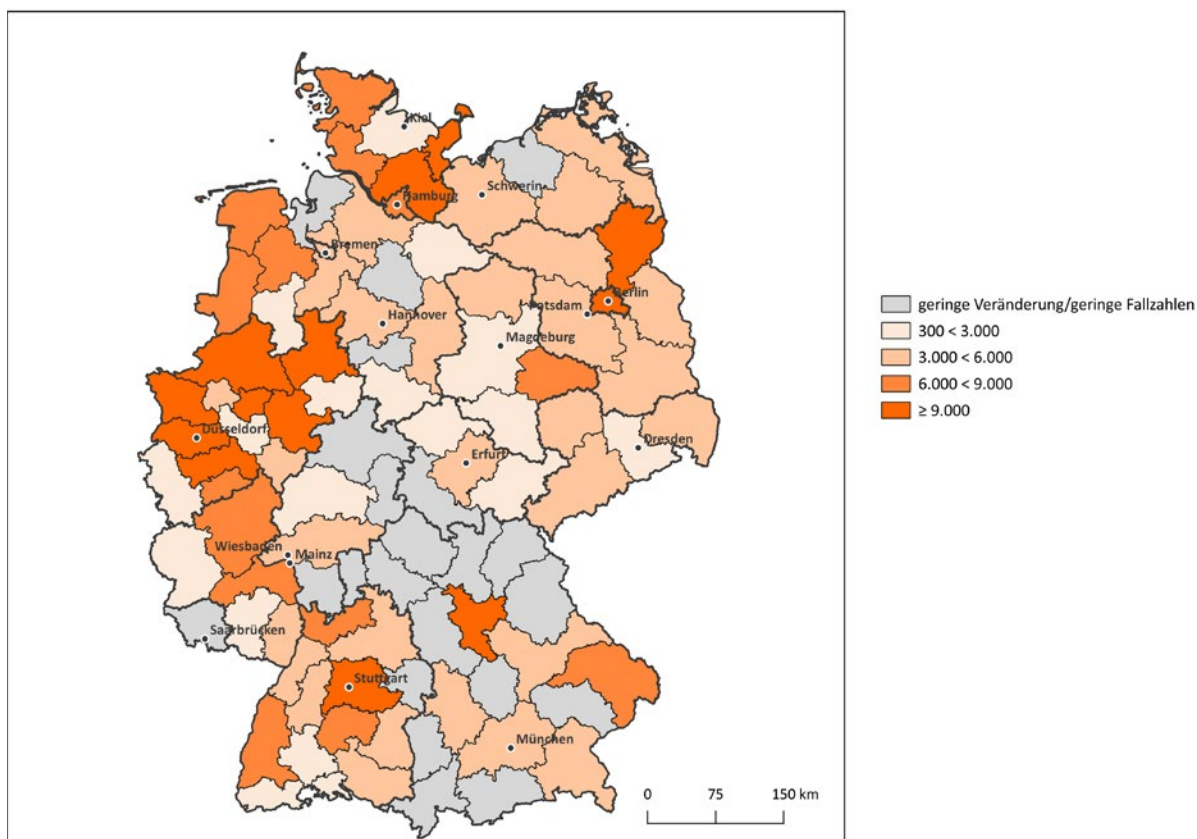 Kiel
Schwerin
Hamburg
Bremen
Berlin
Potsdam
Hannover
Magdeburg
Düsseldorf
Dresden
Erfurt
Wiesbaden
Mainz
Saarbrücken
Stuttgart
München
0 75 150 km
geringe Veränderung/geringe Fallzahlen
300 < 3.000
3.000 < 6.000
6.000 < 9.000
≥ 9.000